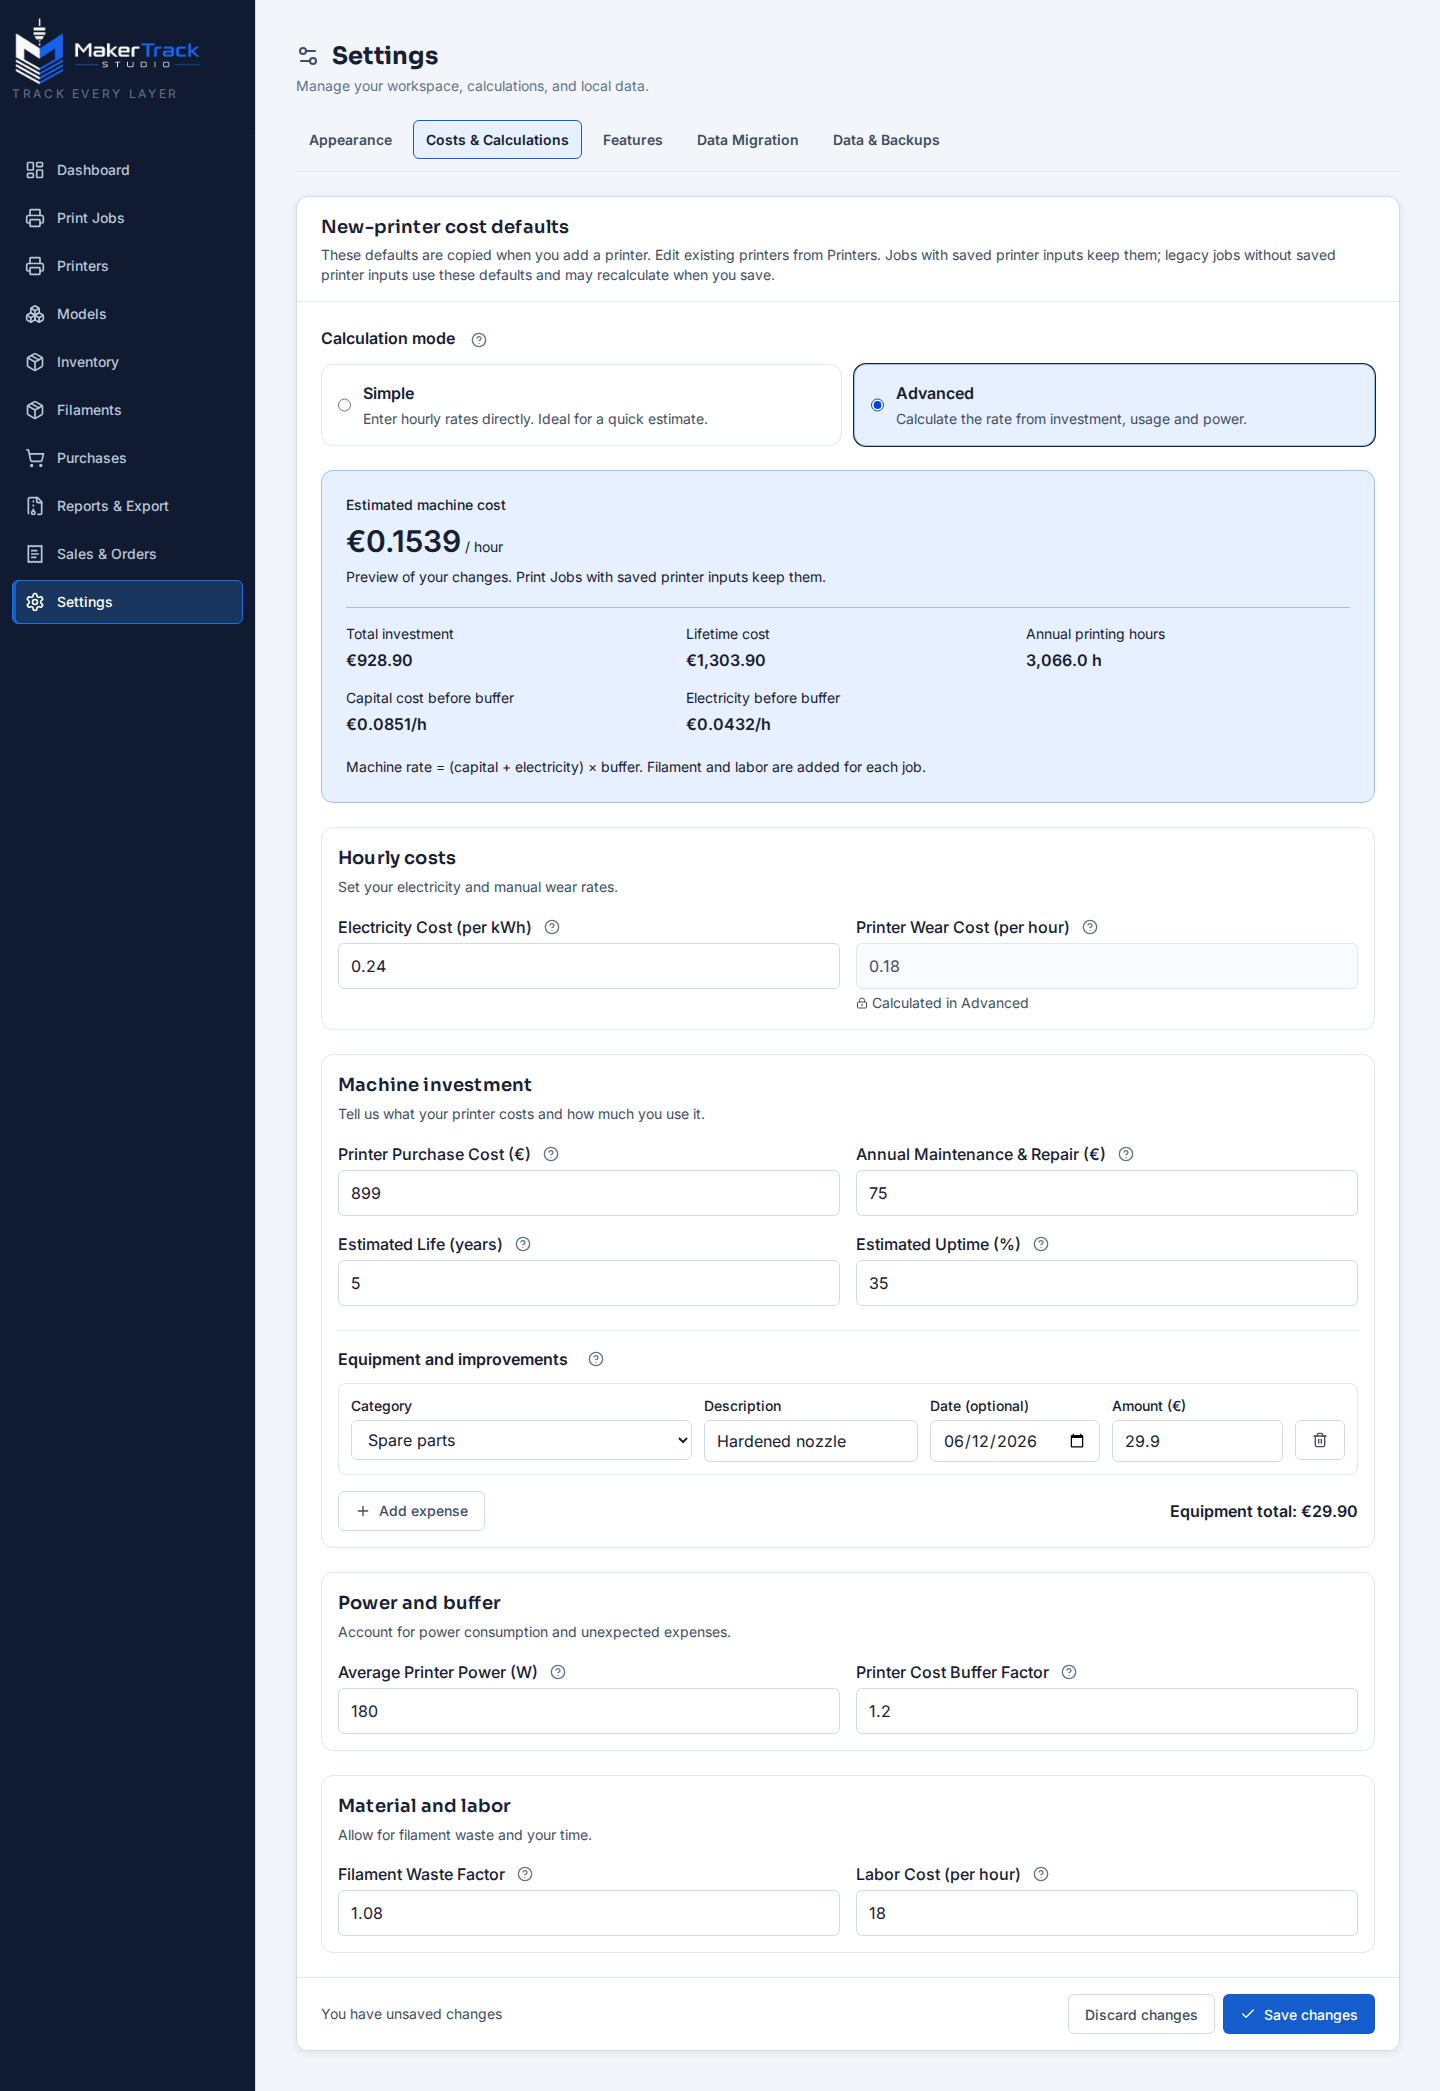 MakerTrack
STUDIO
TRACK EVERY LAYER
Dashboard
Print Jobs
Printers
Models
Inventory
Filaments
Purchases
Reports & Export
Sales & Orders
Settings
Settings
Manage your workspace, calculations, and local data.
Appearance Costs & Calculations Features Data Migration Data & Backups
New-printer cost defaults
These defaults are copied when you add a printer. Edit existing printers from Printers. Jobs with saved printer inputs keep them; legacy jobs without saved
printer inputs use these defaults and may recalculate when you save.
Calculation mode
Simple
Enter hourly rates directly. Ideal for a quick estimate.
Advanced
Calculate the rate from investment, usage and power.
Estimated machine cost
€0.1539 / hour
Preview of your changes. Print Jobs with saved printer inputs keep them.
Total investment Lifetime cost Annual printing hours
€928.90 €1,303.90 3,066.0 h
Capital cost before buffer Electricity before buffer
€0.0851/h €0.0432/h
Machine rate = (capital + electricity) × buffer. Filament and labor are added for each job.
Hourly costs
Set your electricity and manual wear rates.
Electricity Cost (per kWh) Printer Wear Cost (per hour)
0.24 0.18
Calculated in Advanced
Machine investment
Tell us what your printer costs and how much you use it.
Printer Purchase Cost (€) Annual Maintenance & Repair (€)
899 75
Estimated Life (years) Estimated Uptime (%)
5 35
Equipment and improvements
Category Description Date (optional) Amount (€)
Spare parts Hardened nozzle 06/12/2026 29.9
Add expense Equipment total: €29.90
Power and buffer
Account for power consumption and unexpected expenses.
Average Printer Power (W) Printer Cost Buffer Factor
180 1.2
Material and labor
Allow for filament waste and your time.
Filament Waste Factor Labor Cost (per hour)
1.08 18
You have unsaved changes Discard changes Save changes